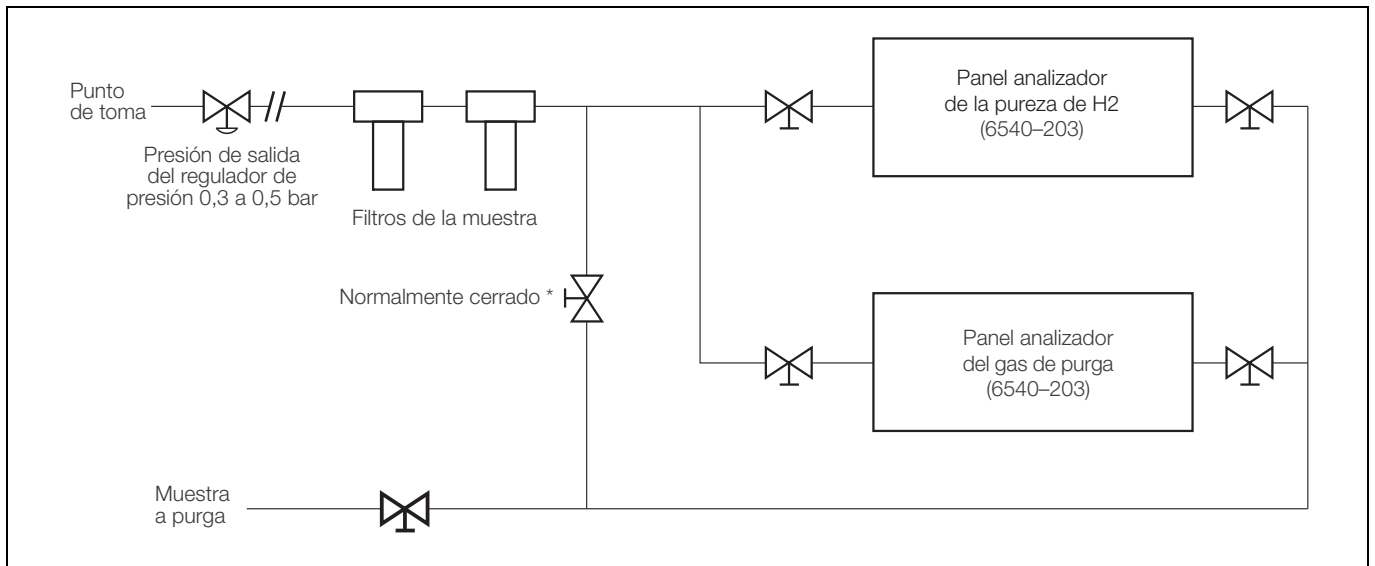 Punto
de toma
Presión de salida
del regulador de
presión 0,3 a 0,5 bar
Filtros de la muestra
Normalmente cerrado *
Panel analizador
de la pureza de H2
(6540–203)
Panel analizador
del gas de purga
(6540–203)
Muestra
a purga